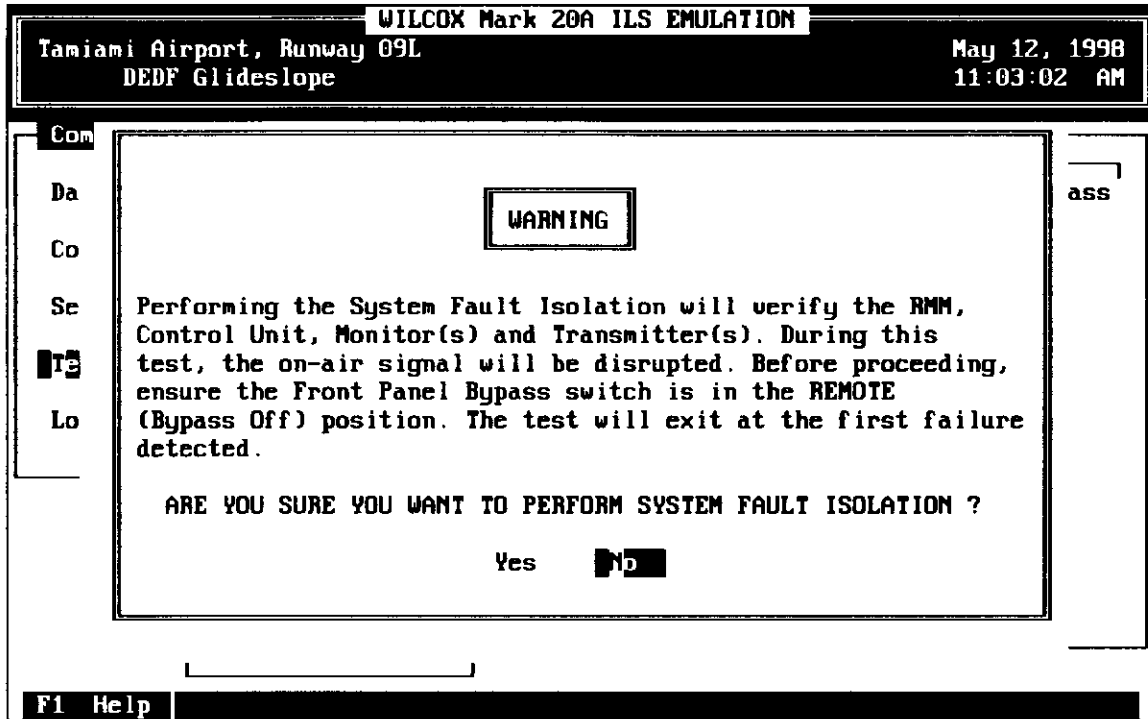 WILCOX Mark 20A ILS EMULATION
Tamiami Airport, Runway 09L
May 12, 1998
DEDF Glideslope
11:03:02 AM
Com
Da
ass
Co
Se
Te
Lo
WARNING
Performing the System Fault Isolation will verify the RMM,
Control Unit, Monitor(s) and Transmitter(s). During this
test, the on-air signal will be disrupted. Before proceeding,
ensure the Front Panel Bypass switch is in the REMOTE
(Bypass Off) position. The test will exit at the first failure
detected.
ARE YOU SURE YOU WANT TO PERFORM SYSTEM FAULT ISOLATION ?
Yes No
F1 Help